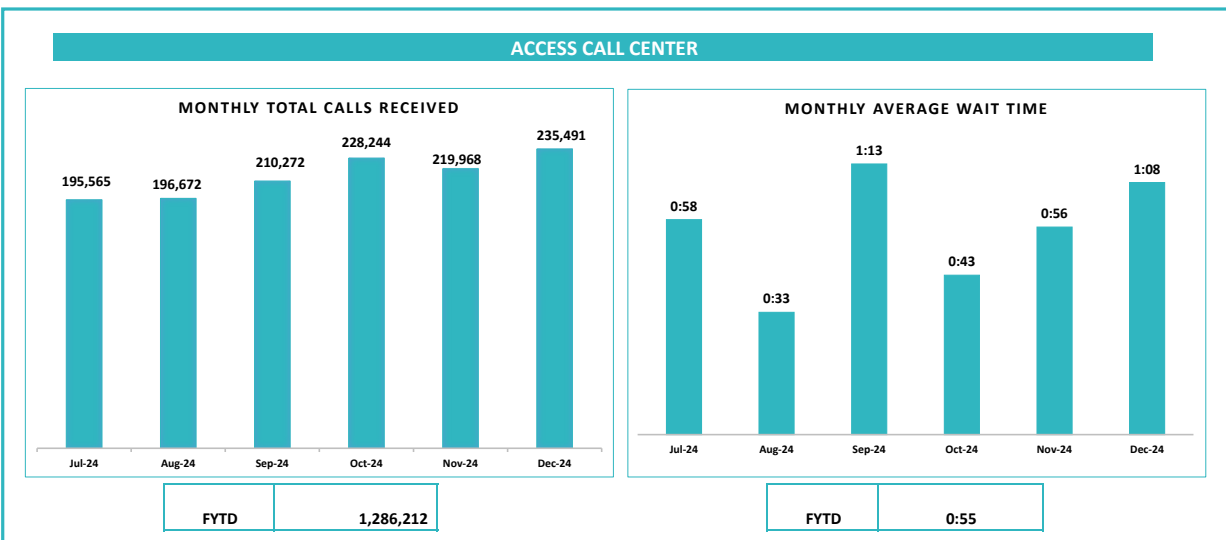 ACCESS CALL CENTER
MONTHLY TOTAL CALLS RECEIVED
195,565
196,672
210,272
228,244
219,968
235,491
Jul-24
Aug-24
Sep-24
Oct-24
Nov-24
Dec-24
FYTD 1,286,212
MONTHLY AVERAGE WAIT TIME
0:58
0:33
1:13
0:43
0:56
1:08
Jul-24
Aug-24
Sep-24
Oct-24
Nov-24
Dec-24
FYTD 0:55